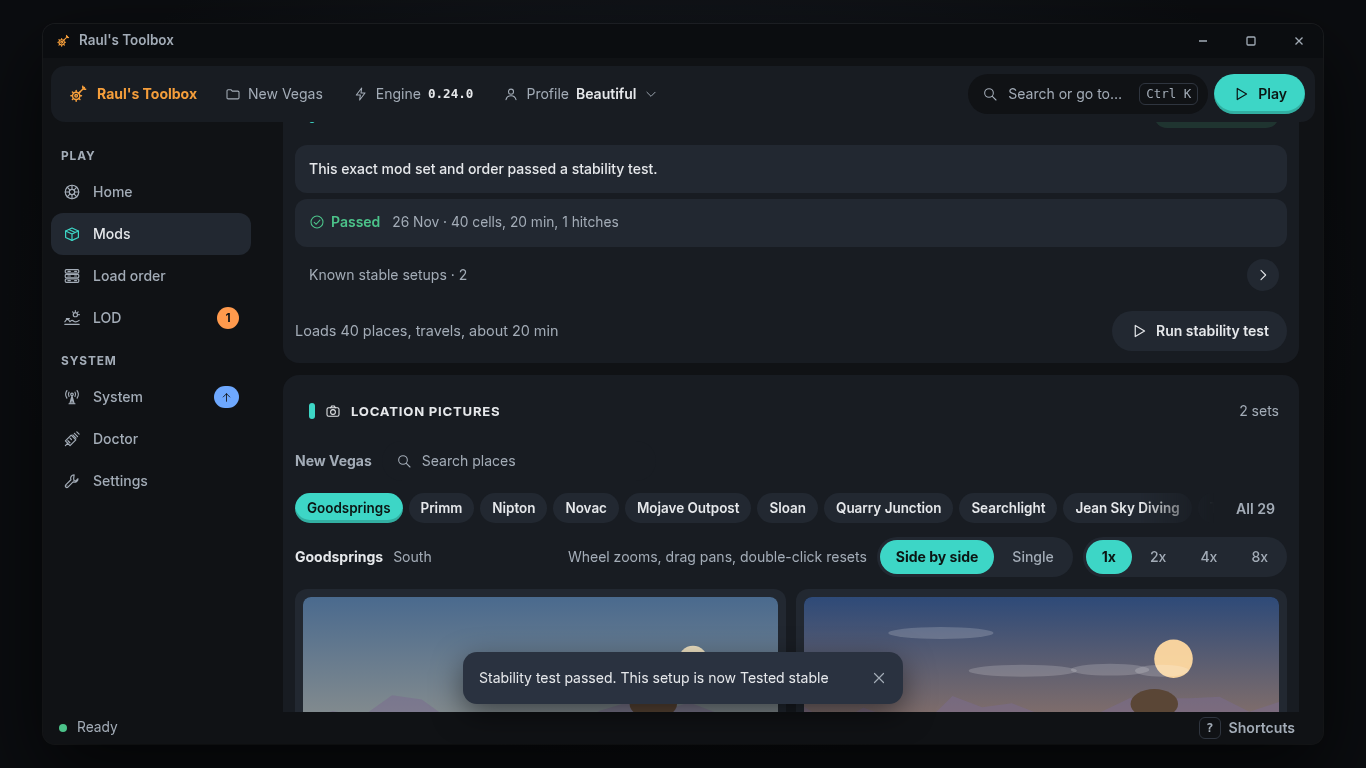 Raul's Toolbox
Raul's Toolbox
New Vegas
Engine 0.24.0
Profile Beautiful
Search or go to...
Ctrl K
Play
PLAY
Home
Mods
Load order
LOD
1
SYSTEM
System
Doctor
Settings
This exact mod set and order passed a stability test.
Passed 26 Nov · 40 cells, 20 min, 1 hitches
Known stable setups · 2
Loads 40 places, travels, about 20 min
Run stability test
LOCATION PICTURES
2 sets
New Vegas
Search places
Goodsprings Primm Nipton Novac Mojave Outpost Sloan Quarry Junction Searchlight Jean Sky Diving All 29
Goodsprings South
Wheel zooms, drag pans, double-click resets
Side by side Single
1x 2x 4x 8x
Stability test passed. This setup is now Tested stable
Ready
? Shortcuts